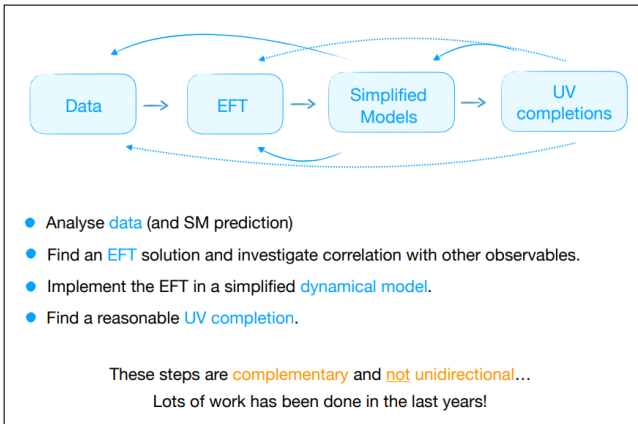 Data
EFT
Simplified
Models
UV
completions
Analyse data (and SM prediction)
Find an EFT solution and investigate correlation with other observables.
Implement the EFT in a simplified dynamical model.
Find a reasonable UV completion.
These steps are complementary and not unidirectional…
Lots of work has been done in the last years!